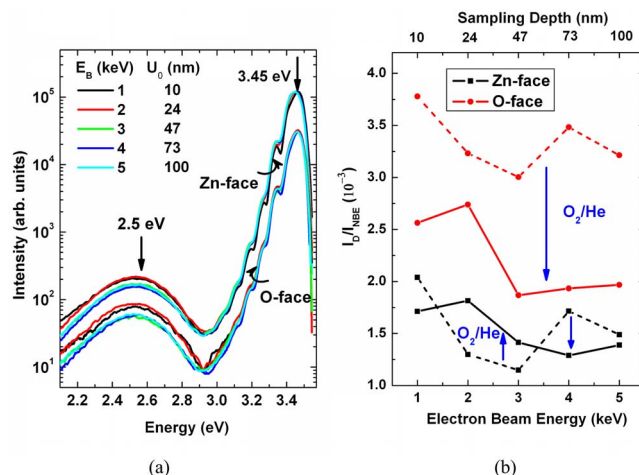 (a)
E_B (keV) U_0 (nm)
1 10
2 24
3 47
4 73
5 100
3.45 eV
Zn-face
2.5 eV
O-face
Intensity (arb. units)
10^5
10^4
10^3
10^2
10^1
2.2 2.4 2.6 2.8 3.0 3.2 3.4
Energy (eV)
(a)
(b)
Sampling Depth (nm)
10 24 47 73 100
Zn-face
O-face
O_2/He
O_2/He
I_D/I_NBE (10^-3)
4.0
3.5
3.0
2.5
2.0
1.5
1.0
1 2 3 4 5
Electron Beam Energy (keV)
(b)